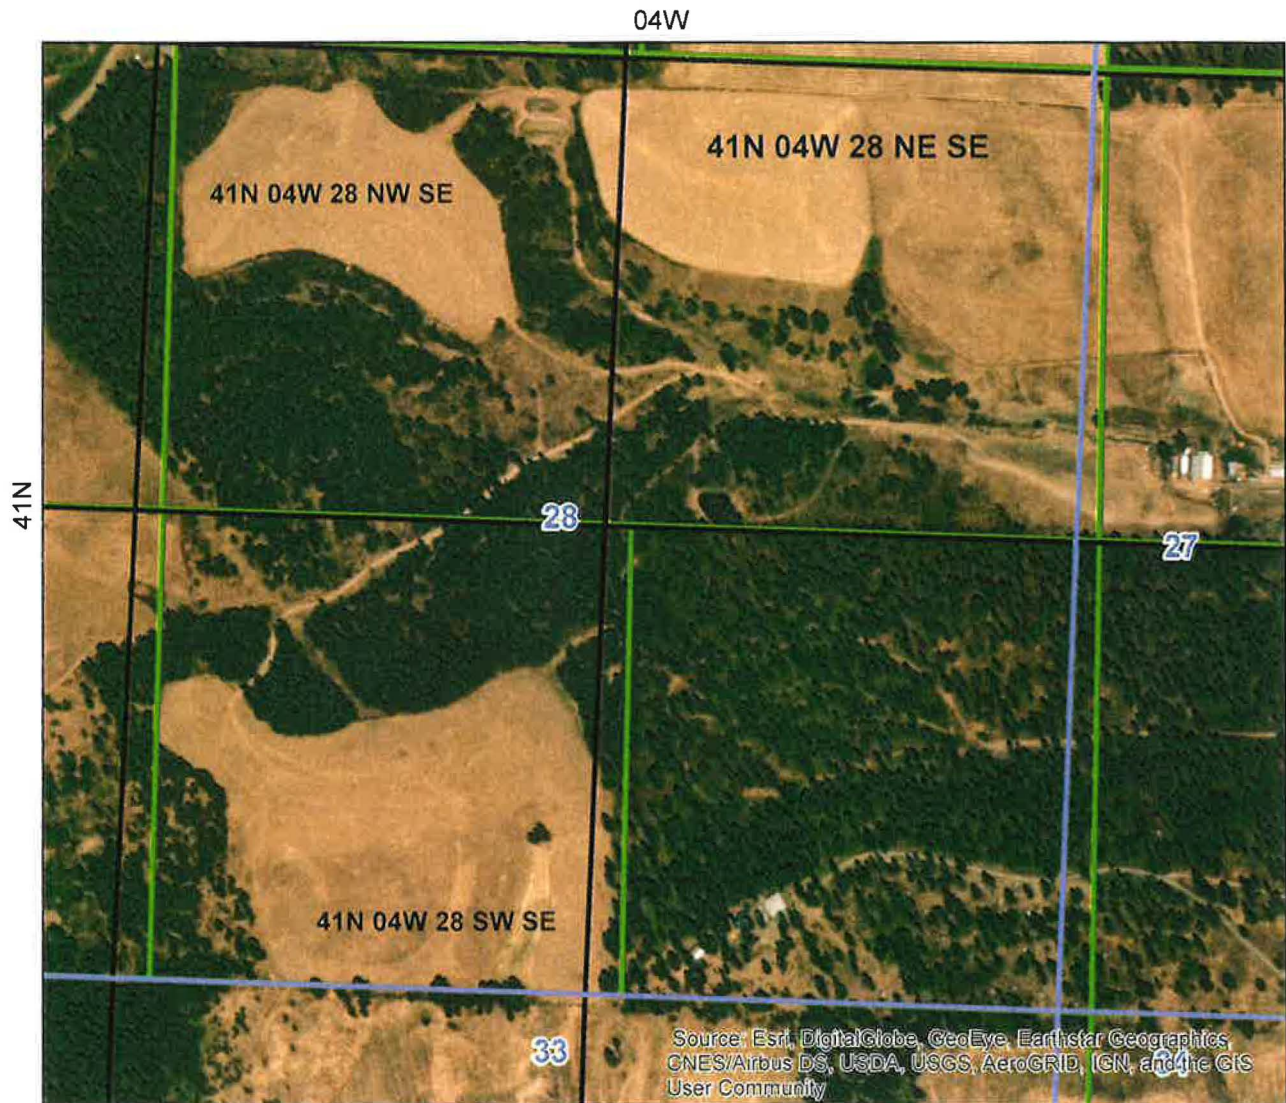 04W
41N 04W 28 NE SE
41N 04W 28 NW SE
41N
28
27
41N 04W 28 SW SE
33
34
Source: Esri, DigitalGlobe, GeoEye, Earthstar Geographics,
CNES/Airbus DS, USDA, USGS, AeroGRID, IGN, and the GIS
User Community